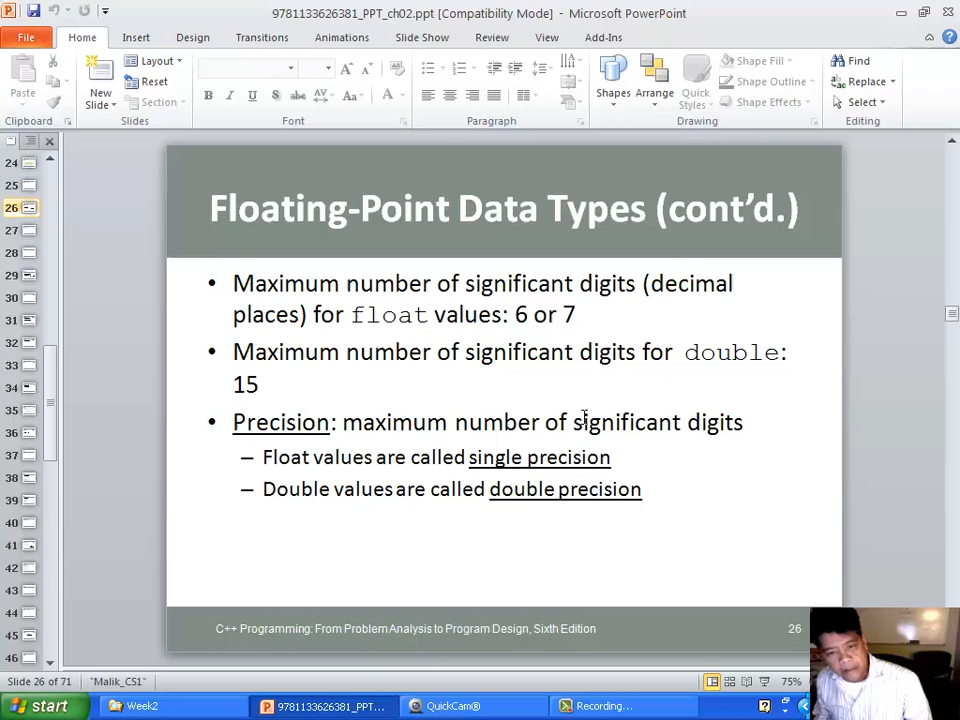 9781133626381_PPT_ch02.ppt [Compatibility Mode] - Microsoft PowerPoint
File Home Insert Design Transitions Animations Slide Show Review View Add-Ins
Paste
Clipboard
New
Slide
Layout
Reset
Section
Slides
B I U S abc AV Aa A
Font
Paragraph
Shapes
Arrange
Quick
Styles
Shape Fill
Shape Outline
Shape Effects
Drawing
Find
Replace
Select
Editing
24
25
26
27
28
29
30
31
32
33
34
35
36
37
38
39
40
41
42
43
44
45
46
Floating-Point Data Types (cont’d.)
• Maximum number of significant digits (decimal
places) for float values: 6 or 7
• Maximum number of significant digits for double:
15
• Precision: maximum number of significant digits
– Float values are called single precision
– Double values are called double precision
C++ Programming: From Problem Analysis to Program Design, Sixth Edition 26
Slide 26 of 71 "Malik_CS1" 75%
start Week2 9781133626381_PPT... QuickCam® Recording...